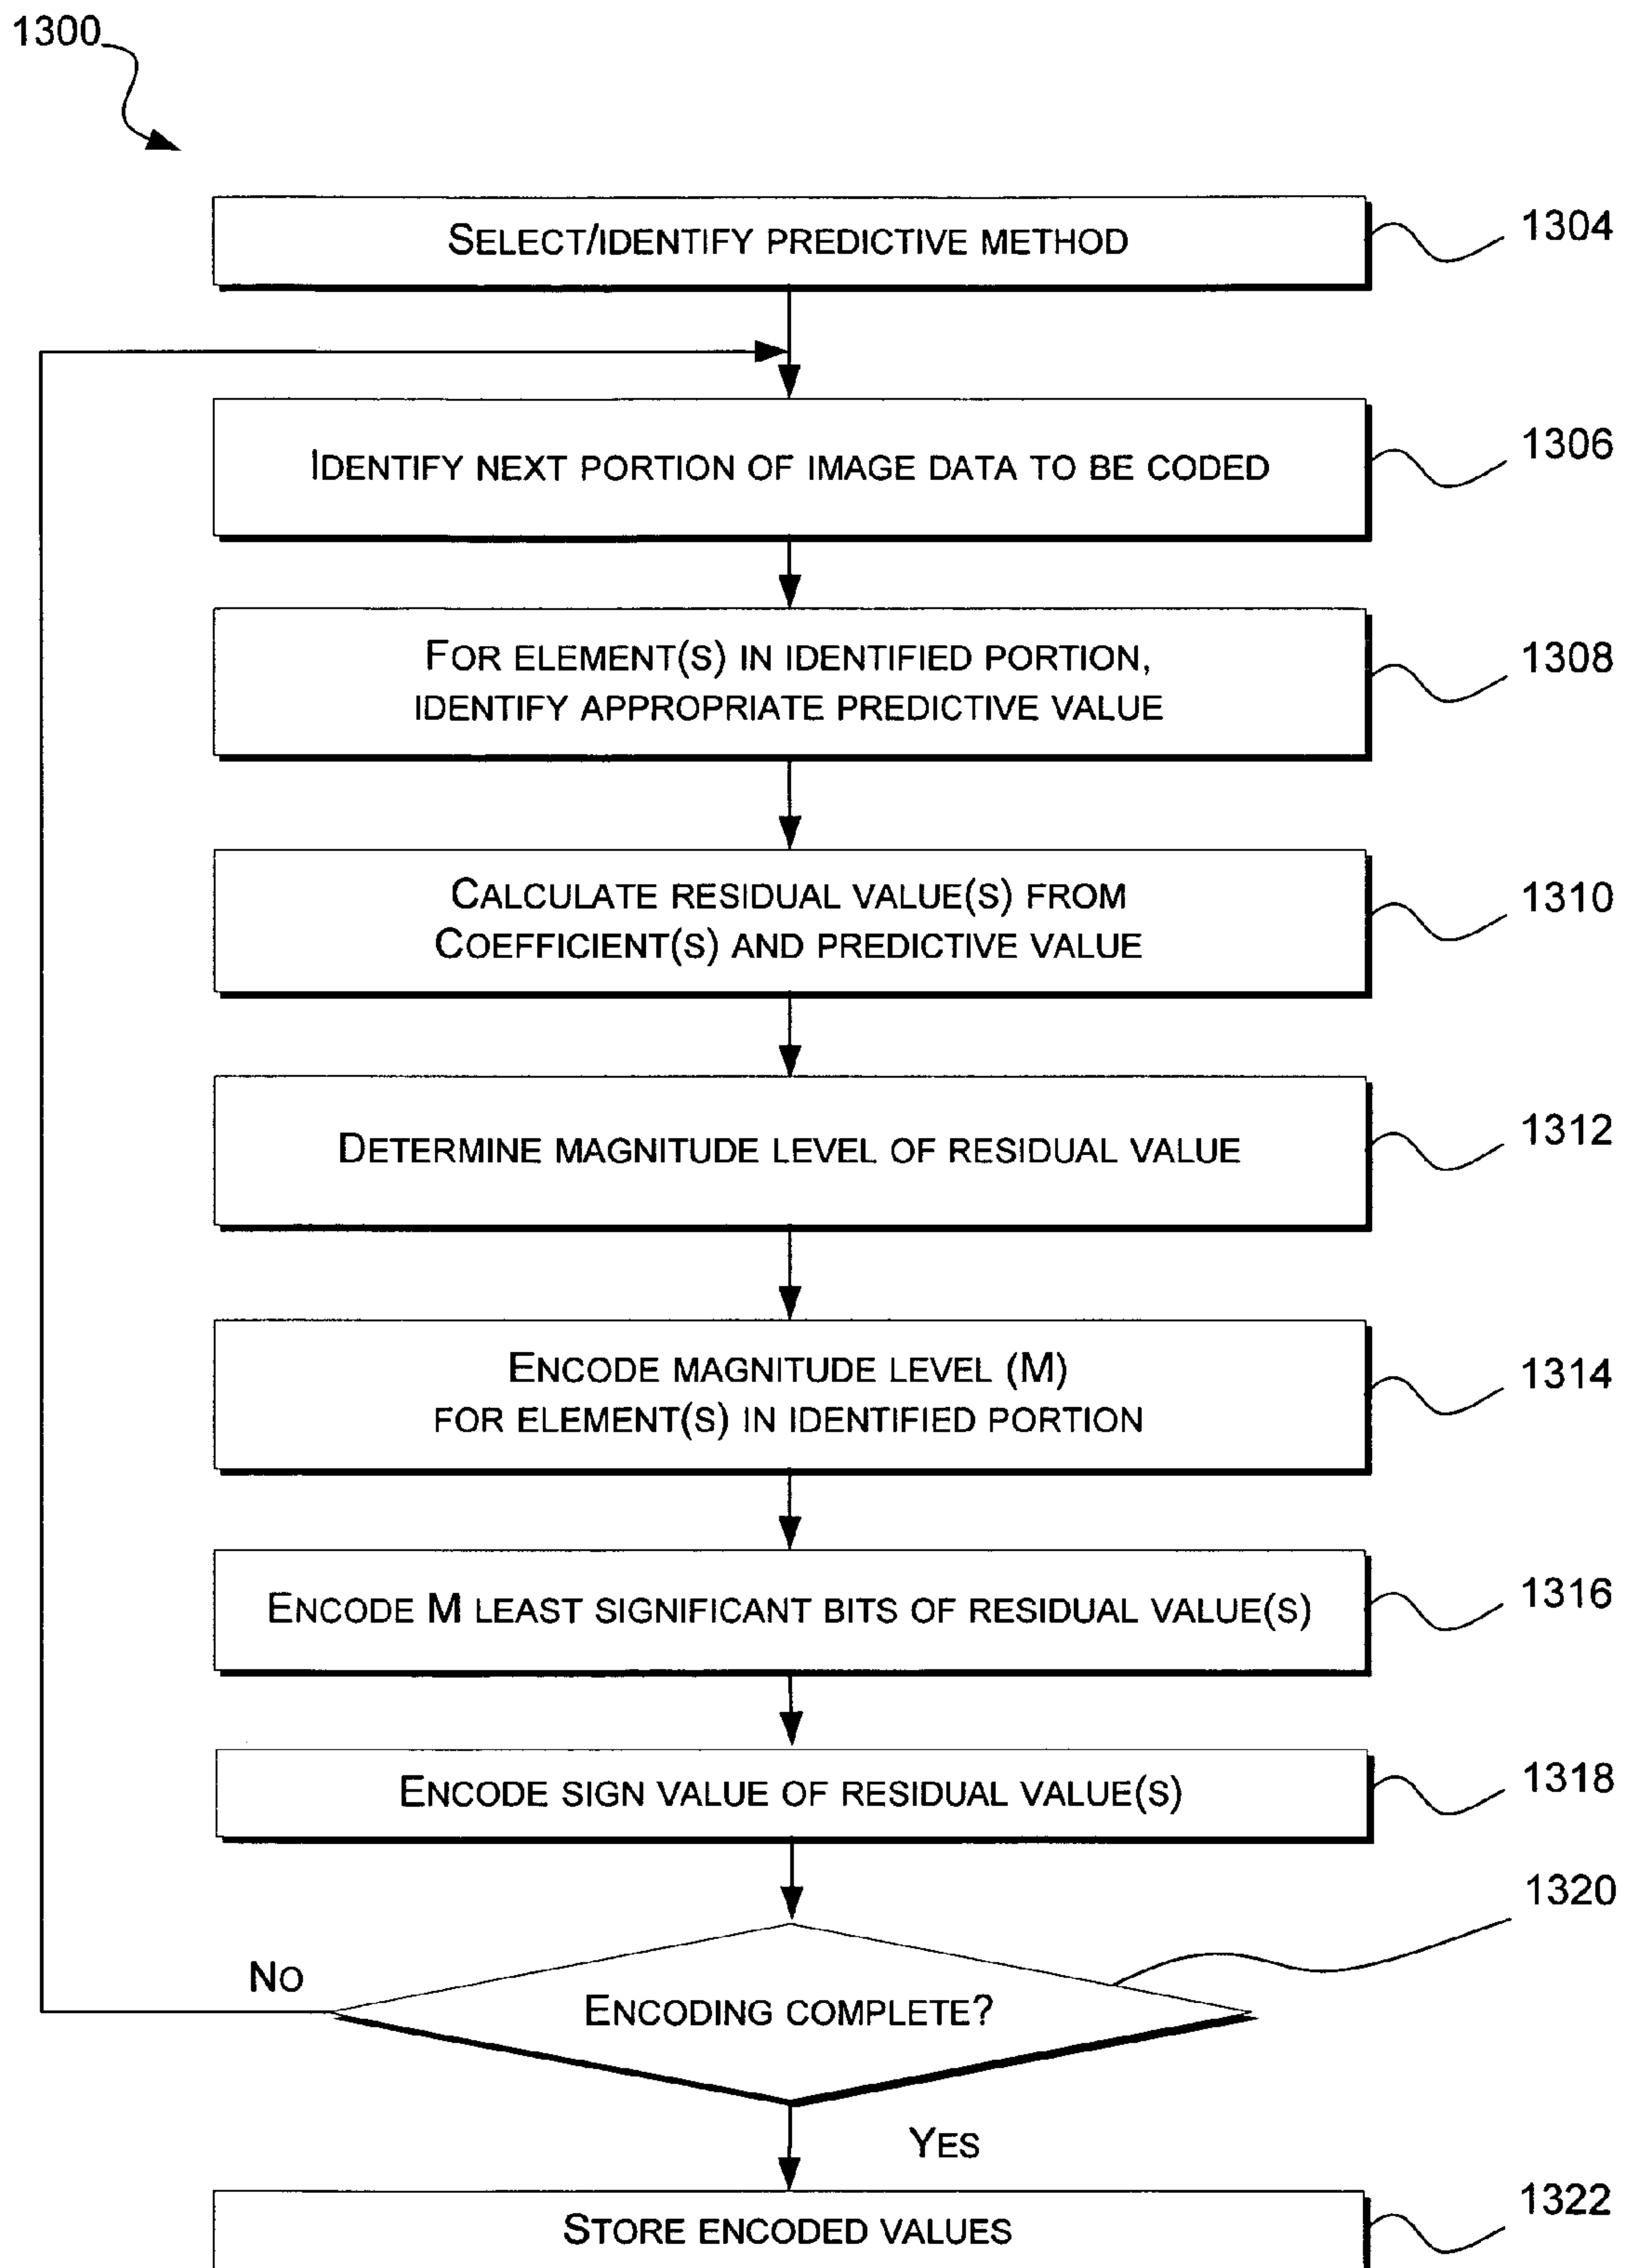 1300
SELECT/IDENTIFY PREDICTIVE METHOD
1304
IDENTIFY NEXT PORTION OF IMAGE DATA TO BE CODED
1306
FOR ELEMENT(S) IN IDENTIFIED PORTION,
IDENTIFY APPROPRIATE PREDICTIVE VALUE
1308
CALCULATE RESIDUAL VALUE(S) FROM
COEFFICIENT(S) AND PREDICTIVE VALUE
1310
DETERMINE MAGNITUDE LEVEL OF RESIDUAL VALUE
1312
ENCODE MAGNITUDE LEVEL (M)
FOR ELEMENT(S) IN IDENTIFIED PORTION
1314
ENCODE M LEAST SIGNIFICANT BITS OF RESIDUAL VALUE(S)
1316
ENCODE SIGN VALUE OF RESIDUAL VALUE(S)
1318
1320
NO
ENCODING COMPLETE?
YES
STORE ENCODED VALUES
1322